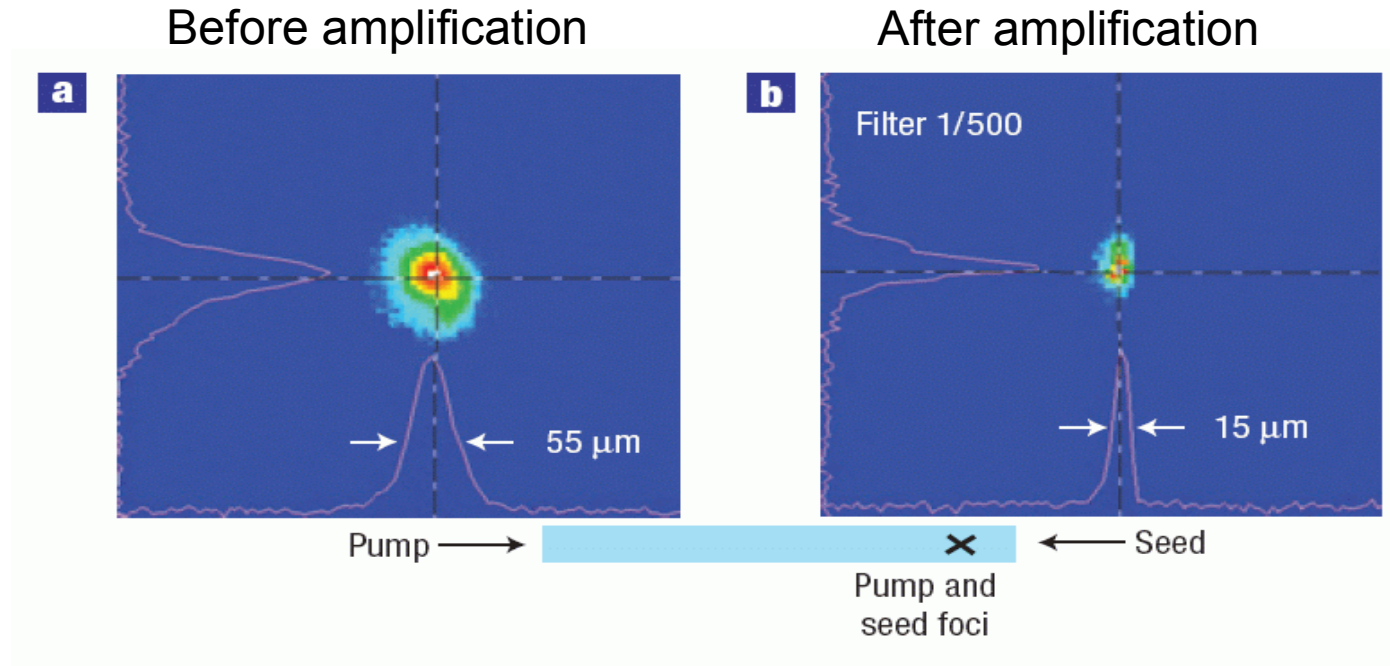 Before amplification
After amplification
a
b
Filter 1/500
55 μm
15 μm
Pump
Seed
Pump and
seed foci